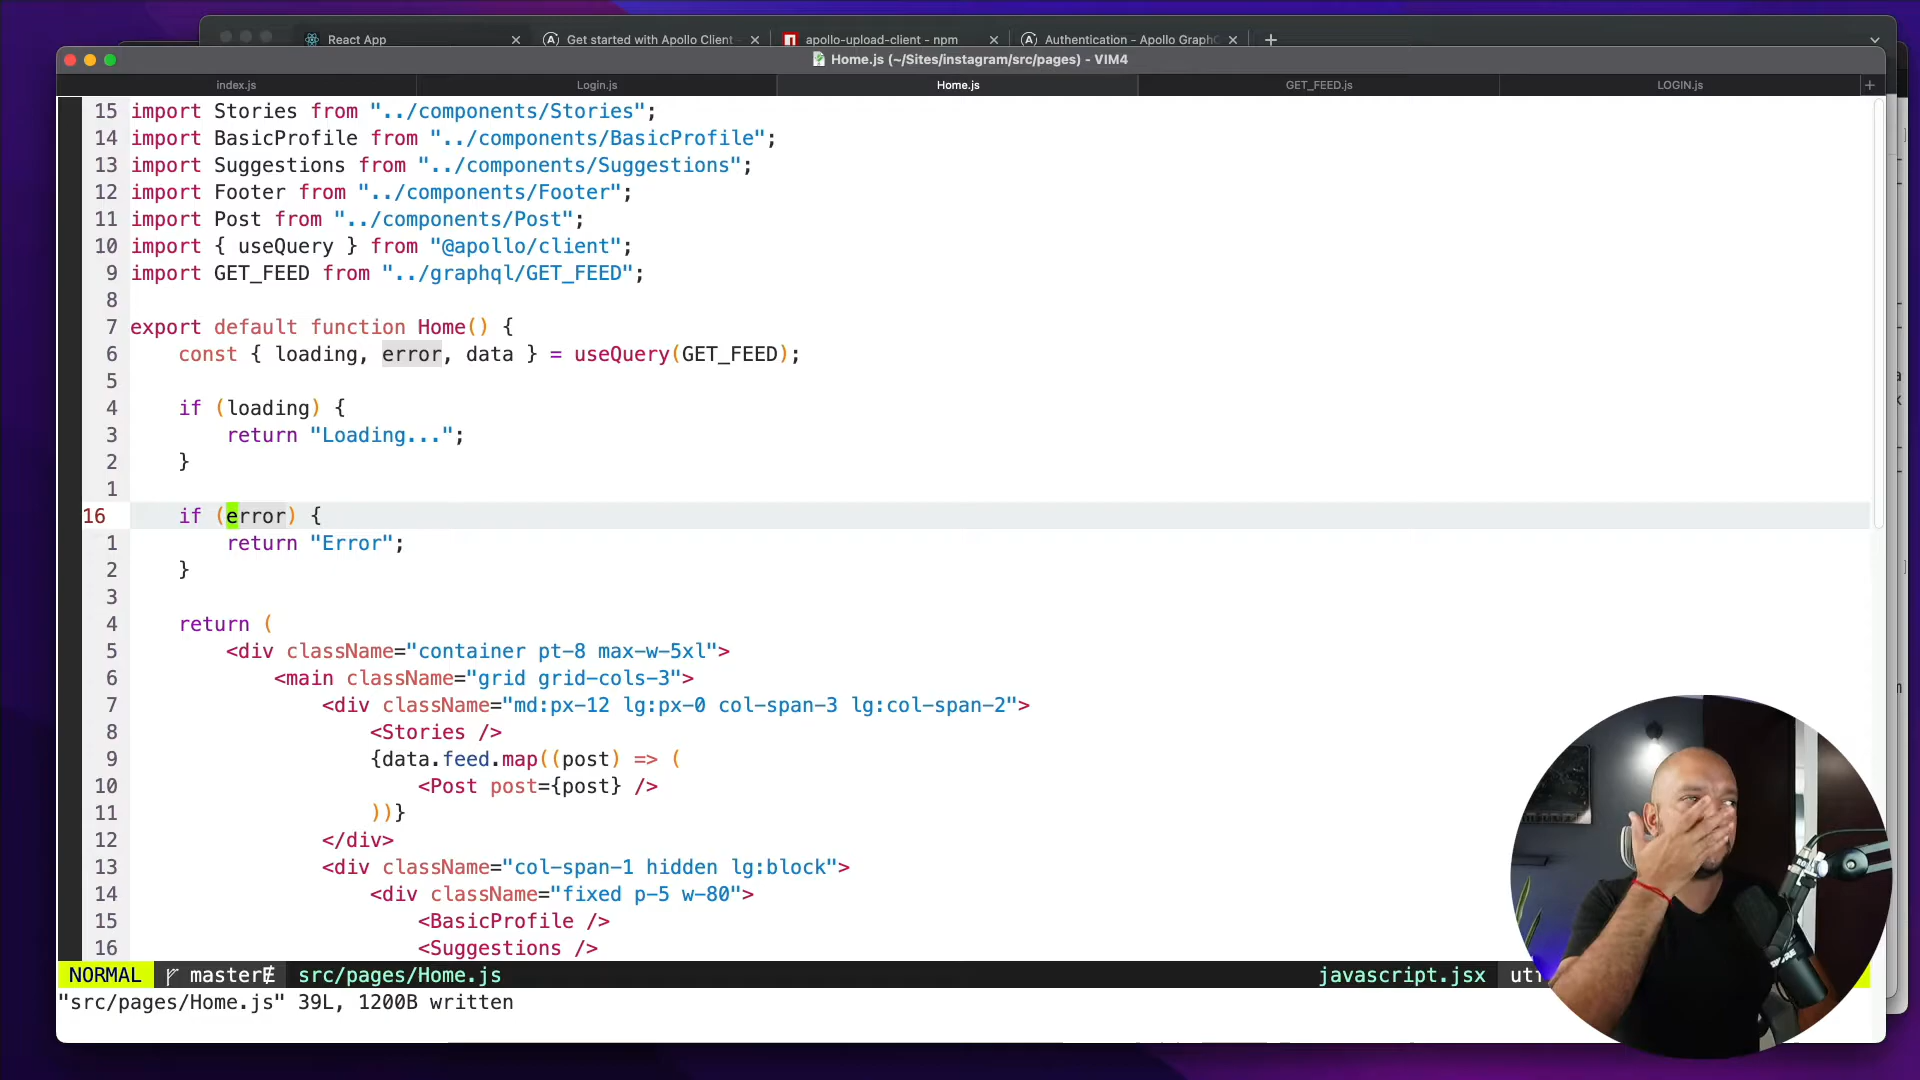 React App
Get started with Apollo Client
apollo-upload-client - npm
Authentication - Apollo GraphQ
Home.js (~/Sites/instagram/src/pages) - VIM4
index.js
Login.js
Home.js
GET_FEED.js
LOGIN.js
15 import Stories from "../components/Stories";
14 import BasicProfile from "../components/BasicProfile";
13 import Suggestions from "../components/Suggestions";
12 import Footer from "../components/Footer";
11 import Post from "../components/Post";
10 import { useQuery } from "@apollo/client";
9 import GET_FEED from "../graphql/GET_FEED";
8
7 export default function Home() {
6 const { loading, error, data } = useQuery(GET_FEED);
5
4 if (loading) {
3 return "Loading...";
2 }
1
16 if (error) {
1 return "Error";
2 }
3
4 return (
5 <div className="container pt-8 max-w-5xl">
6 <main className="grid grid-cols-3">
7 <div className="md:px-12 lg:px-0 col-span-3 lg:col-span-2">
8 <Stories />
9 {data.feed.map((post) => (
10 <Post post={post} />
11 ))}
12 </div>
13 <div className="col-span-1 hidden lg:block">
14 <div className="fixed p-5 w-80">
15 <BasicProfile />
16 <Suggestions />
NORMAL master src/pages/Home.js javascript.jsx
"src/pages/Home.js" 39L, 1200B written